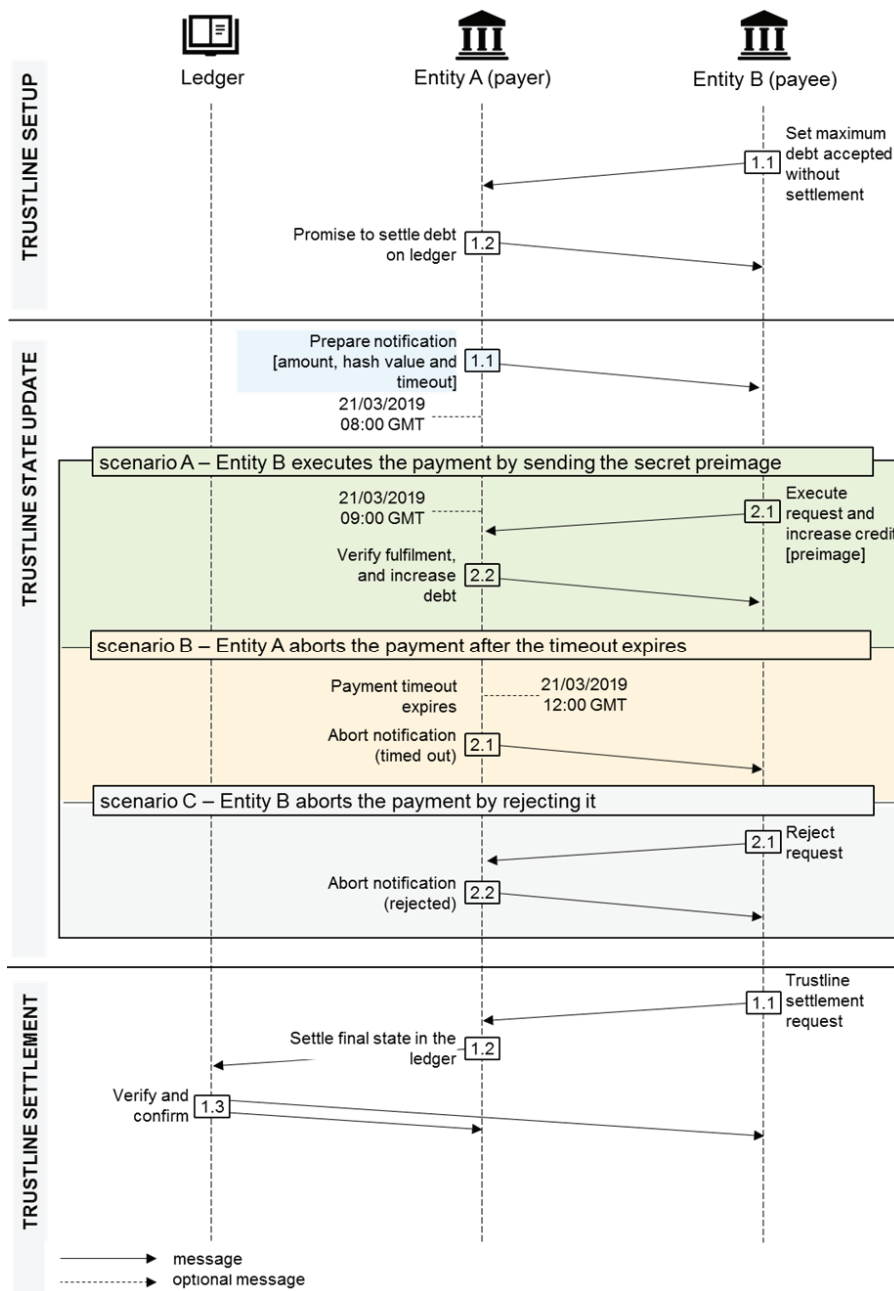 Ledger
Entity A (payer)
Entity B (payee)
TRUSTLINE SETUP
1.1
Set maximum
debt accepted
without
settlement
Promise to settle debt
on ledger
1.2
TRUSTLINE STATE UPDATE
Prepare notification
[amount, hash value and
timeout]
1.1
21/03/2019
08:00 GMT
scenario A – Entity B executes the payment by sending the secret preimage
21/03/2019
09:00 GMT
2.1
Execute
request and
increase credit
[preimage]
Verify fulfilment,
and increase
debt
2.2
scenario B – Entity A aborts the payment after the timeout expires
Payment timeout
expires
21/03/2019
12:00 GMT
Abort notification
(timed out)
2.1
scenario C – Entity B aborts the payment by rejecting it
2.1
Reject
request
Abort notification
(rejected)
2.2
TRUSTLINE SETTLEMENT
1.1
Trustline
settlement
request
Settle final state in the
ledger
1.2
Verify and
confirm
1.3
message
optional message